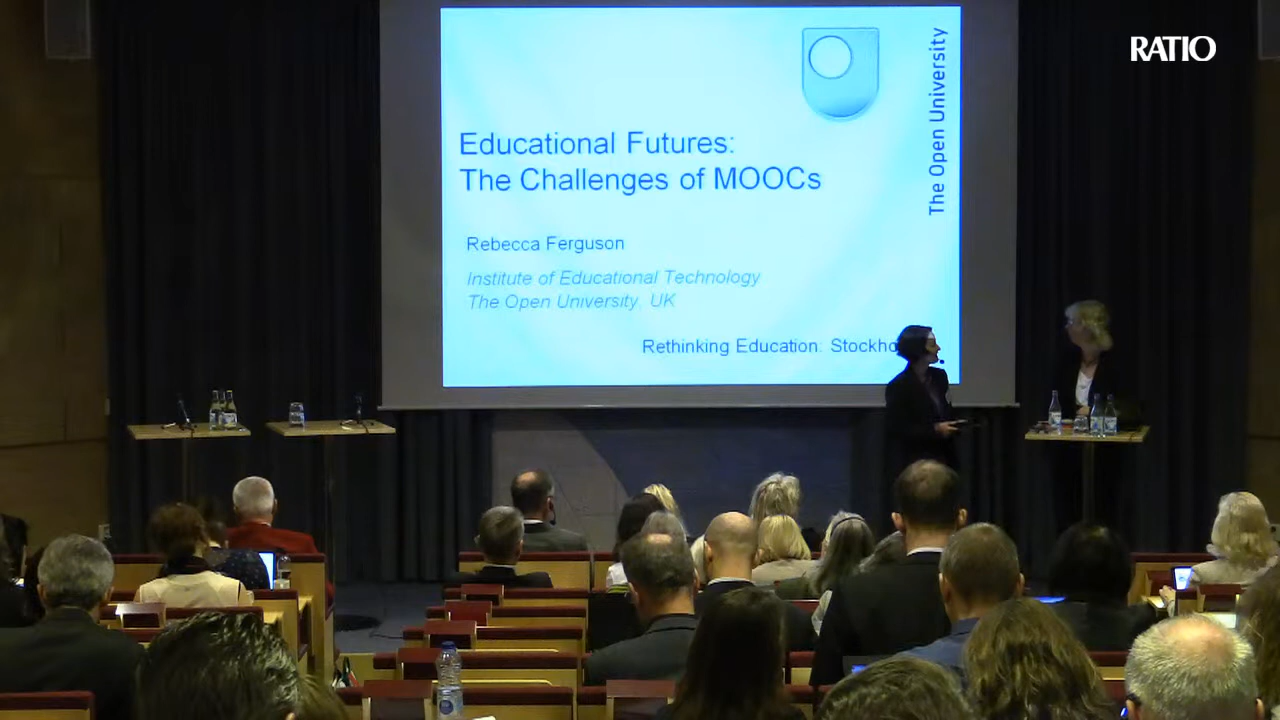 RATIO
The Open University
Educational Futures:
The Challenges of MOOCs
Rebecca Ferguson
Institute of Educational Technology
The Open University, UK
Rethinking Education: Stockho